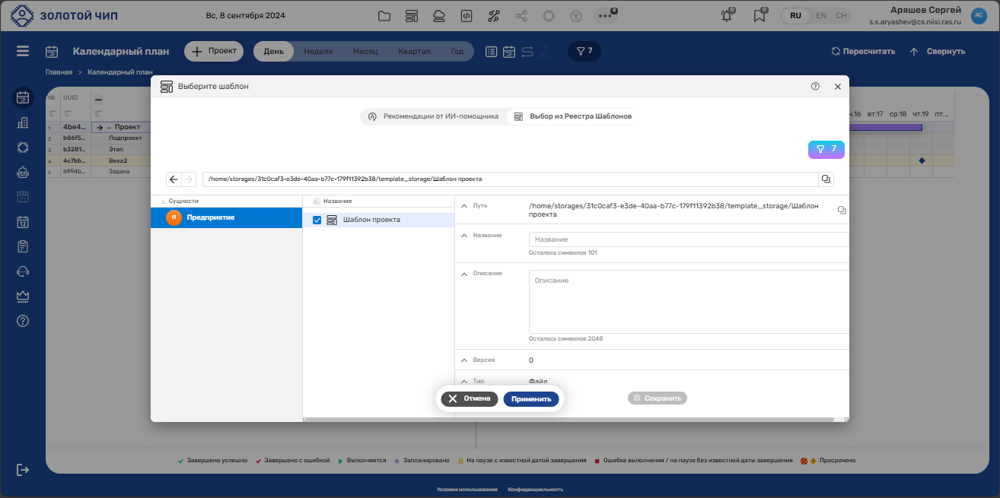 ЗОЛОТОЙ ЧИП
Вс, 8 сентября 2024
9
0
0
RU EN CH
Аряшев Сергей
s.s.aryashev@cs.niisi.ras.ru
АС
Календарный план
Проект
День Неделя Месяц Квартал Год
7
Пересчитать
Свернуть
Главная > Календарный план
№ UUID
1 4be4... → – Проект
2 b86f5... Подпроект
3 b3281... Этап
4 4c7bb... Веха2
5 b994b... Задача
н.16 вт.17 ср.18 чт.19 пт....
12
Выберите шаблон
Рекомендации от ИИ-помощника
Выбор из Реестра Шаблонов
7
/home/storages/31c0caf3-e3de-40aa-b77c-179f11392b38/template_storage/Шаблон проекта
Сущности
П Предприятие
Название
Шаблон проекта
Путь
/home/storages/31c0caf3-e3de-40aa-b77c-179f11392b38/template_storage/Шаблон
проекта
Название
Название
Осталось символов 101
Описание
Описание
Осталось символов 2048
Версия 0
Тип Файл
Отмена
Применить
Сохранить
Завершено успешно Завершено с ошибкой Выполняется Запланировано На паузе с известной датой завершения Ошибка выполнения / на паузе без известной даты завершения Просрочено
Условия использования Конфиденциальность